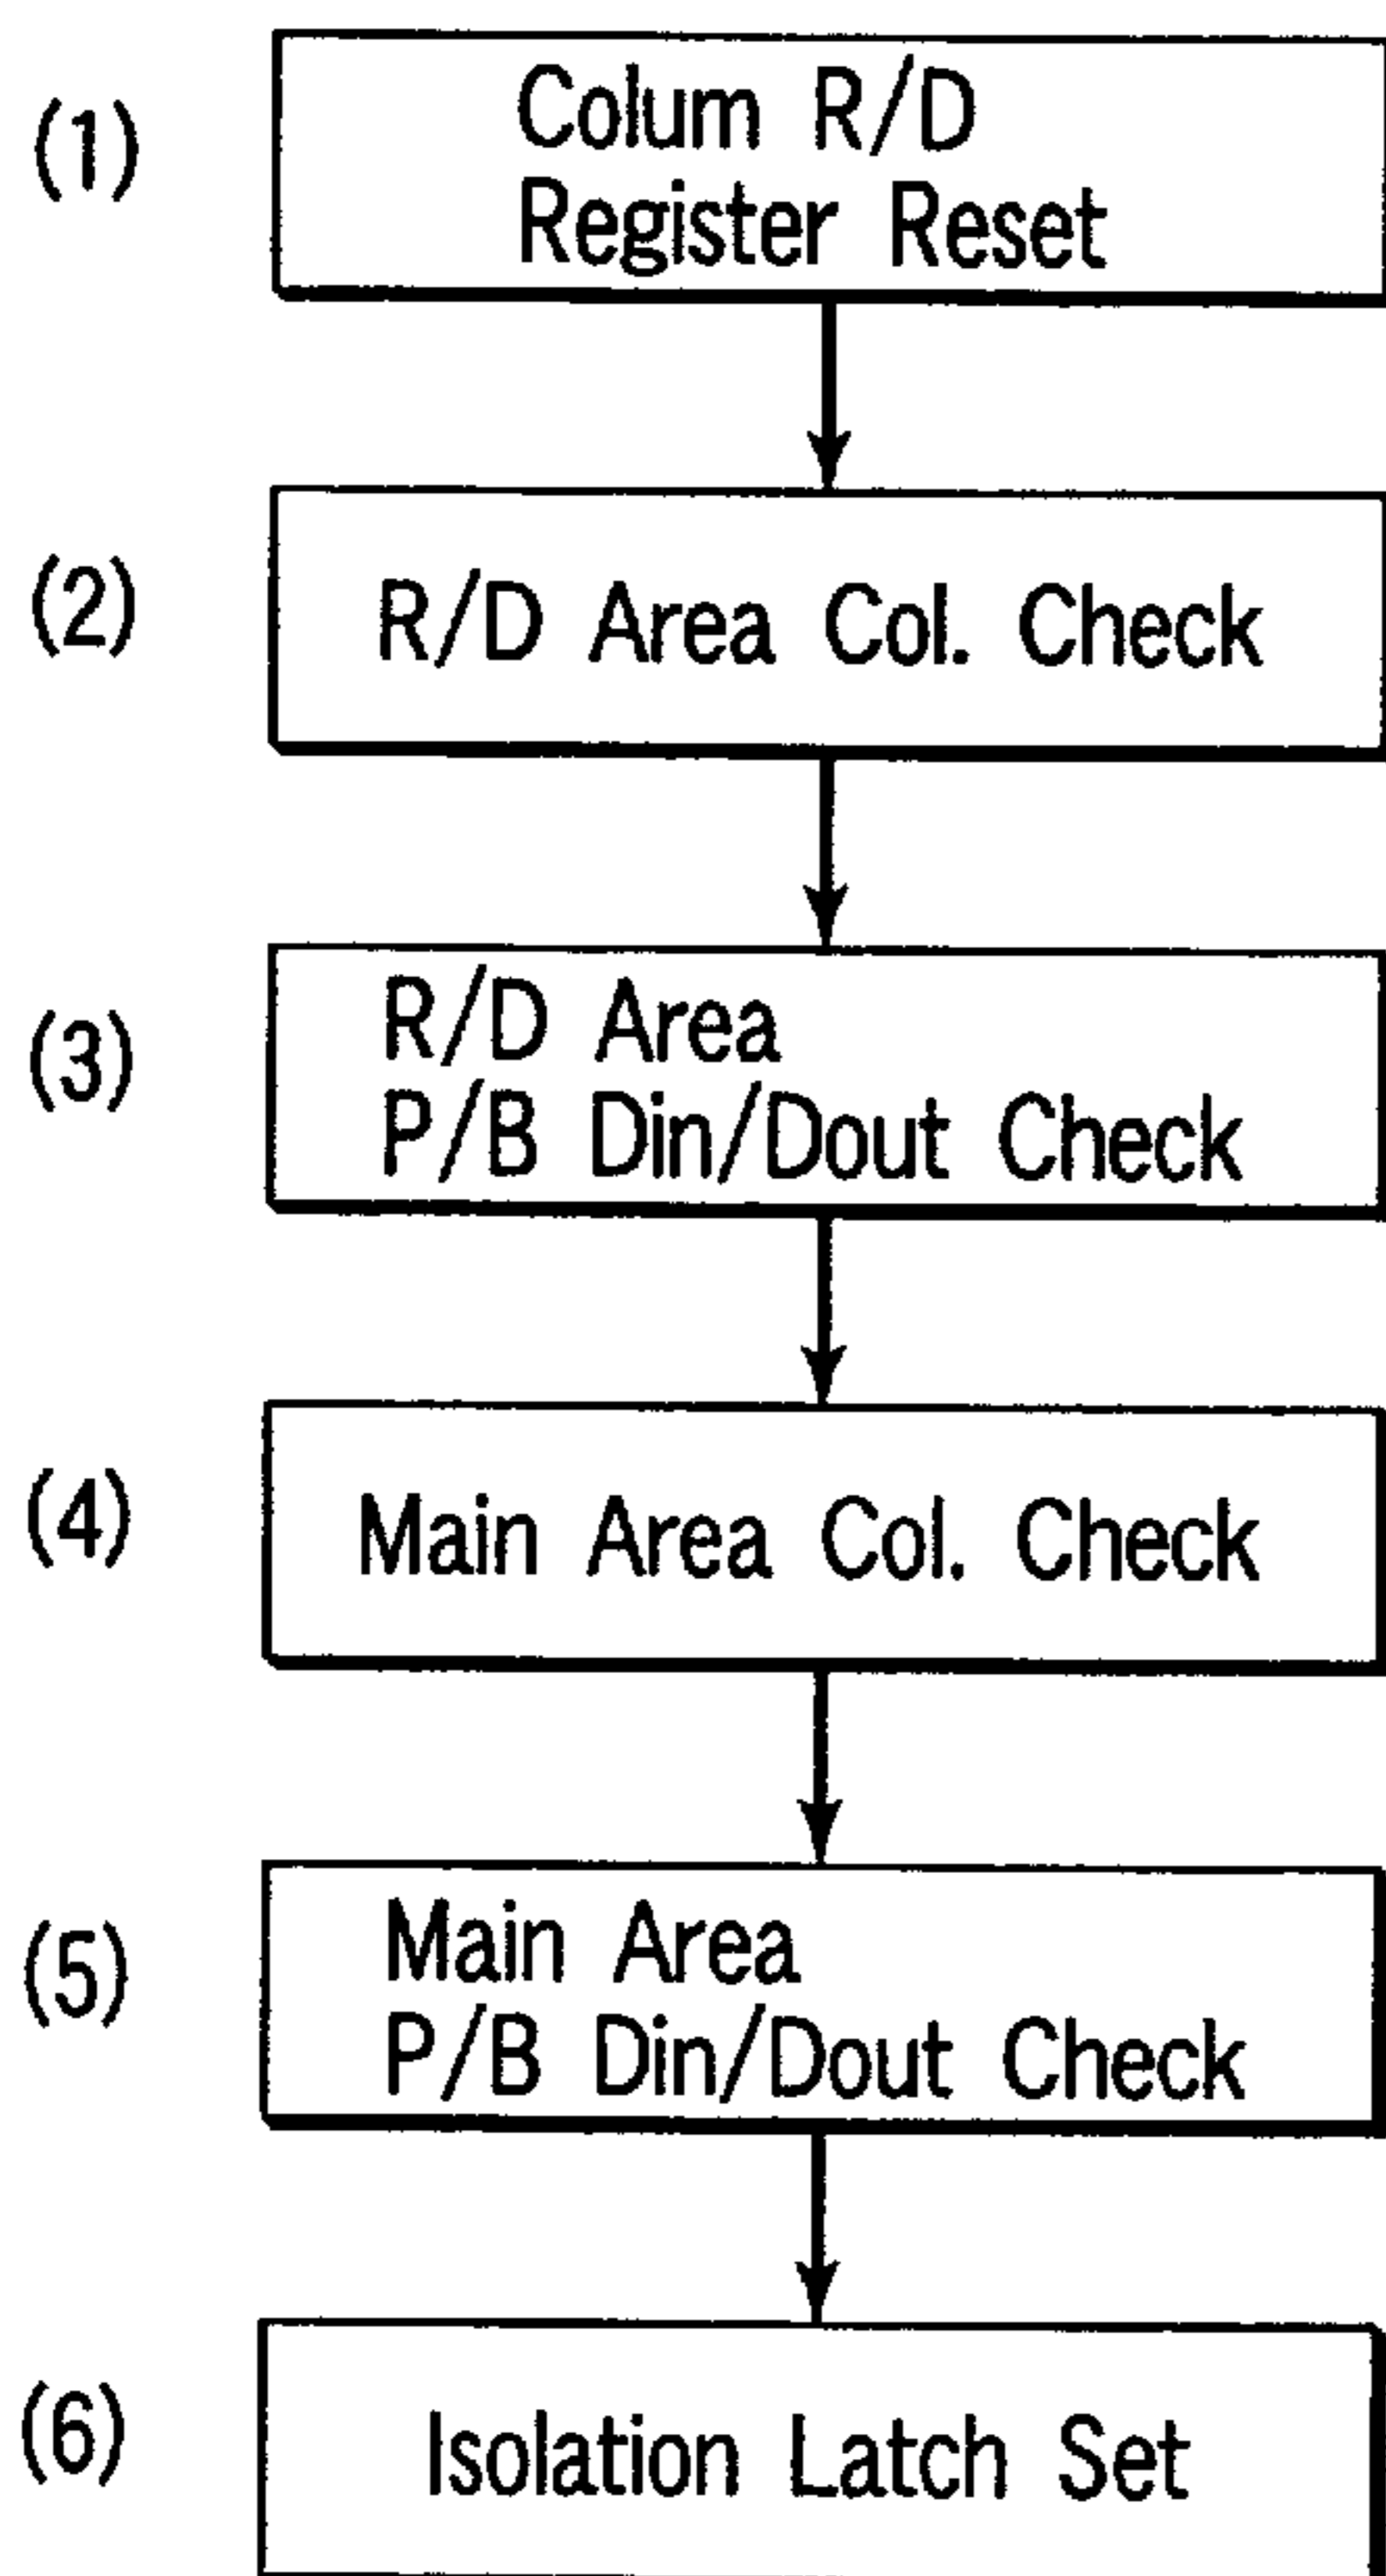 (1)
Colum R/D
Register Reset
(2)
R/D Area Col. Check
(3)
R/D Area
P/B Din/Dout Check
(4)
Main Area Col. Check
(5)
Main Area
P/B Din/Dout Check
(6)
Isolation Latch Set